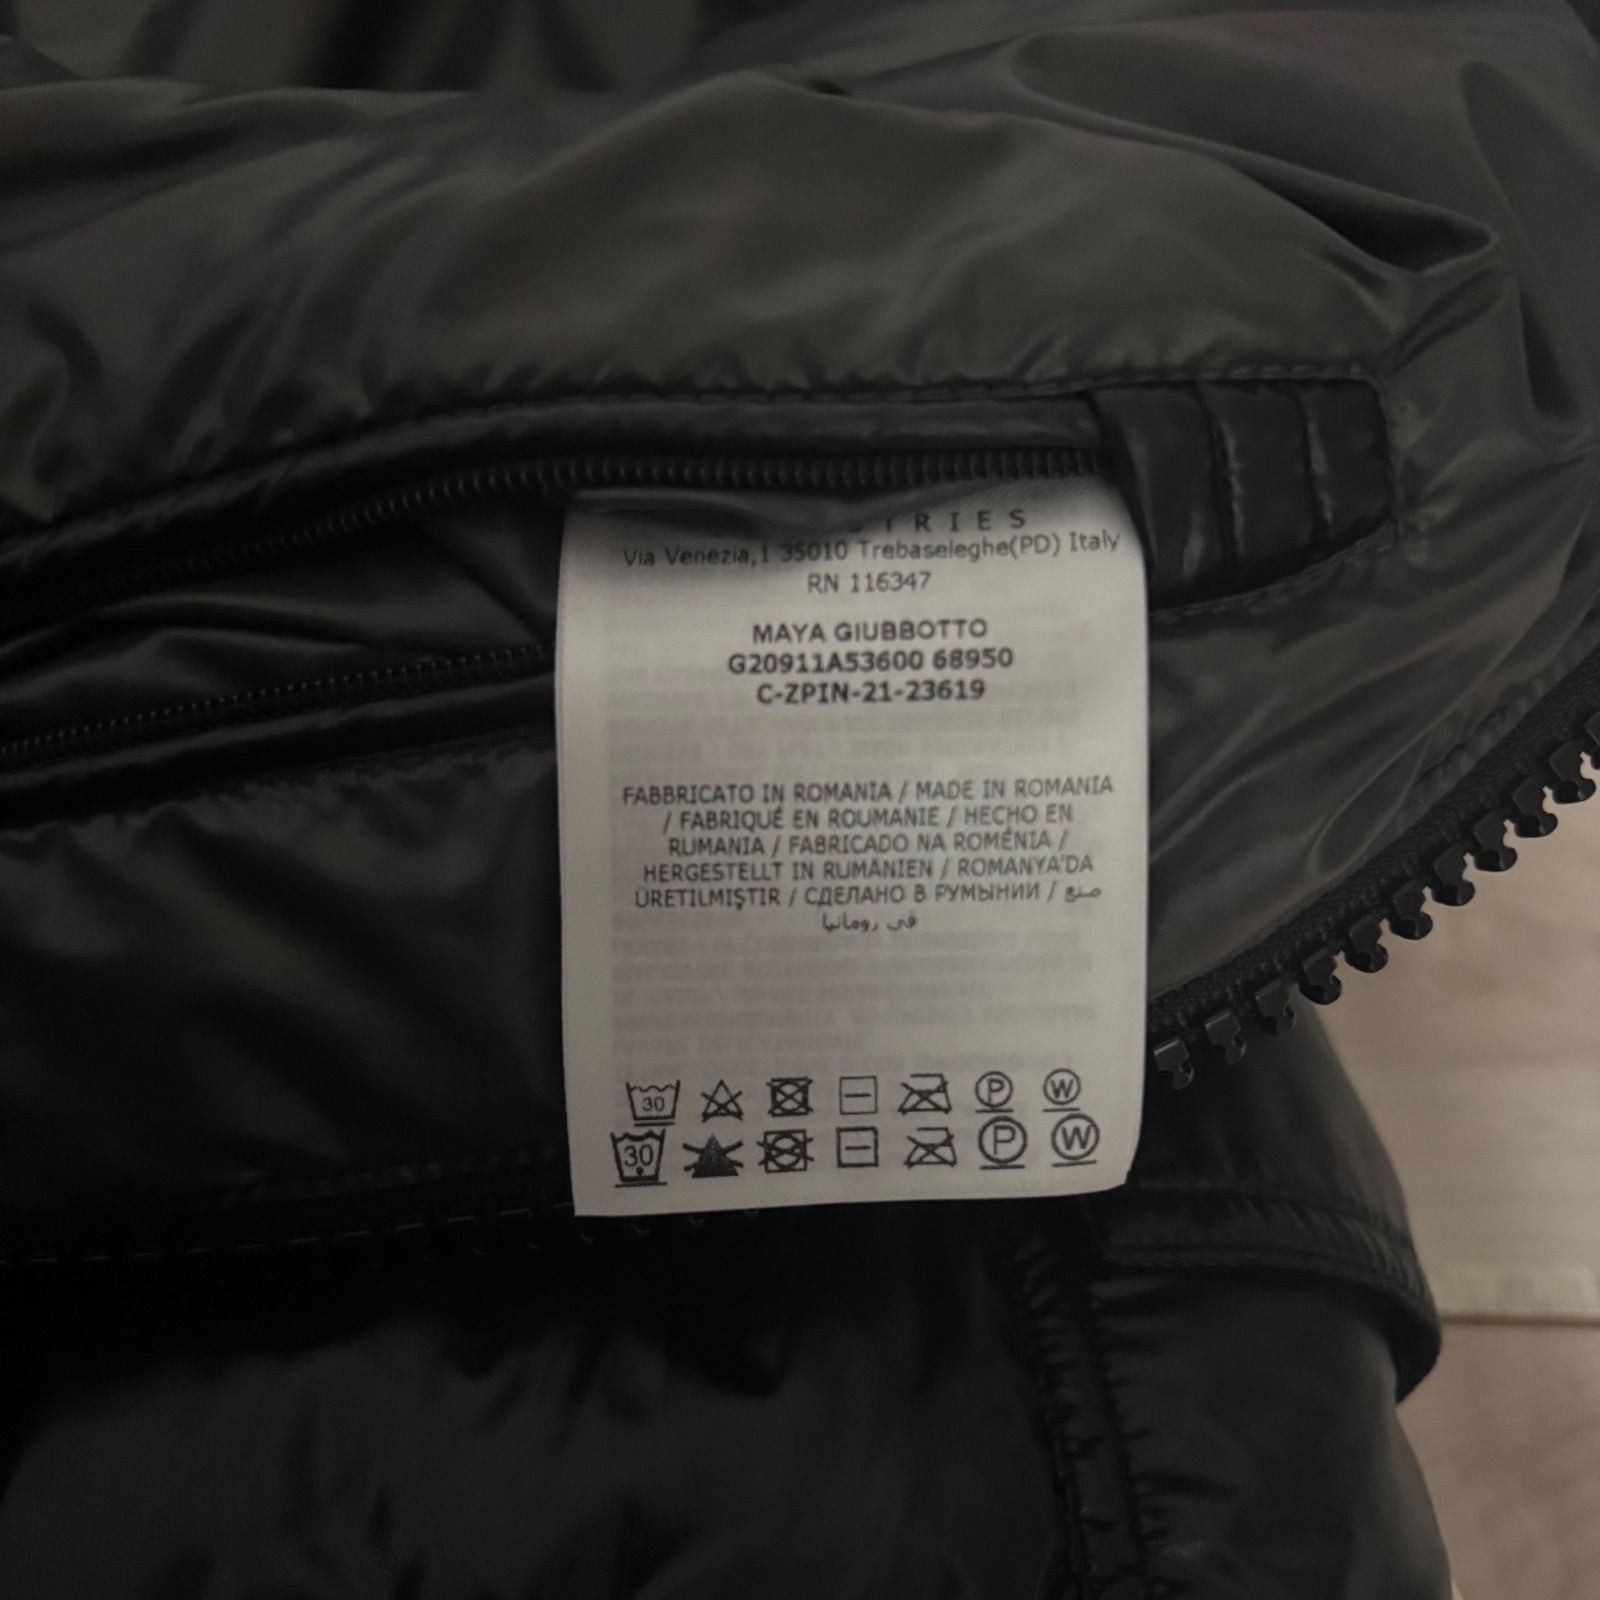 TRIES
Via Venezia,1 35010 Trebaseleghe(PD) Italy
RN 116347
MAYA GIUBBOTTO
G20911A53600 68950
C-ZPIN-21-23619
FABBRICATO IN ROMANIA / MADE IN ROMANIA
/ FABRIQUÉ EN ROUMANIE / HECHO EN
RUMANIA / FABRICADO NA ROMÉNIA /
HERGESTELLT IN RUMÄNIEN / ROMANYA'DA
ÜRETILMIŞTIR / СДЕЛАНО В РУМЫНИИ / صنع
في رومانيا
30 P W
30 P W